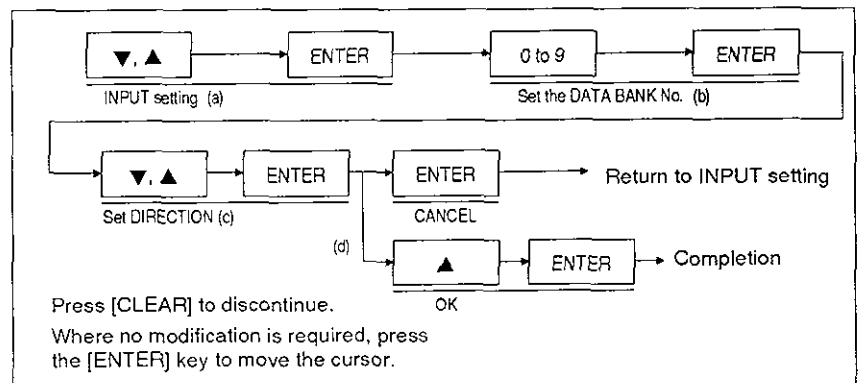 ▼, ▲ ENTER 0 to 9 ENTER
INPUT setting (a) Set the DATA BANK No. (b)
▼, ▲ ENTER ENTER Return to INPUT setting
Set DIRECTION (c) CANCEL
(d)
▲ ENTER Completion
OK
Press [CLEAR] to discontinue.
Where no modification is required, press
the [ENTER] key to move the cursor.